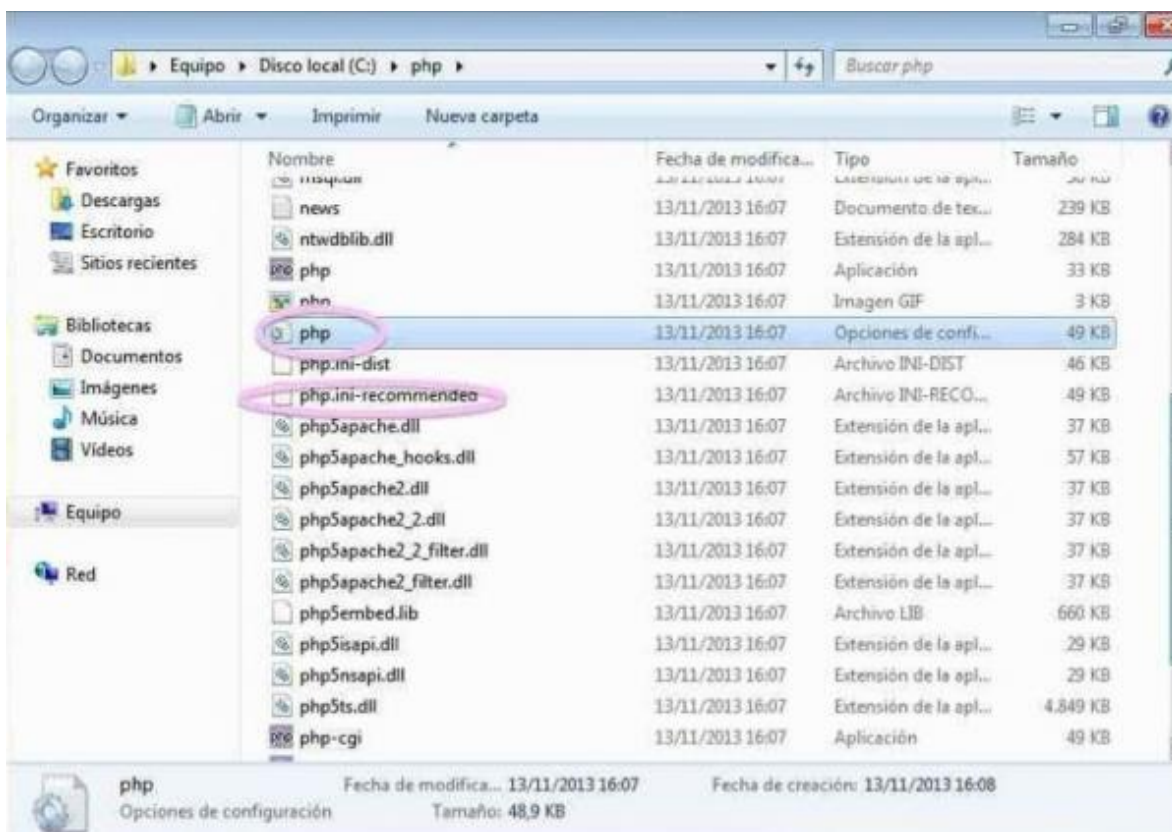 Equipo ▸ Disco local (C:) ▸ php ▸ Buscar php
Organizar Abrir Imprimir Nueva carpeta
Favoritos
Descargas
Escritorio
Sitios recientes
Bibliotecas
Documentos
Imágenes
Música
Vídeos
Equipo
Red
Nombre Fecha de modifica... Tipo Tamaño
news 13/11/2013 16:07 Documento de tex... 239 KB
ntwdblib.dll 13/11/2013 16:07 Extensión de la apl... 284 KB
php 13/11/2013 16:07 Aplicación 33 KB
php 13/11/2013 16:07 Imagen GIF 3 KB
php 13/11/2013 16:07 Opciones de confi... 49 KB
php.ini-dist 13/11/2013 16:07 Archivo INI-DIST 46 KB
php.ini-recommended 13/11/2013 16:07 Archivo INI-RECO... 49 KB
php5apache.dll 13/11/2013 16:07 Extensión de la apl... 37 KB
php5apache_hooks.dll 13/11/2013 16:07 Extensión de la apl... 57 KB
php5apache2.dll 13/11/2013 16:07 Extensión de la apl... 37 KB
php5apache2_2.dll 13/11/2013 16:07 Extensión de la apl... 37 KB
php5apache2_2_filter.dll 13/11/2013 16:07 Extensión de la apl... 37 KB
php5apache2_filter.dll 13/11/2013 16:07 Extensión de la apl... 37 KB
php5embed.lib 13/11/2013 16:07 Archivo LIB 660 KB
php5isapi.dll 13/11/2013 16:07 Extensión de la apl... 29 KB
php5nsapi.dll 13/11/2013 16:07 Extensión de la apl... 29 KB
php5ts.dll 13/11/2013 16:07 Extensión de la apl... 4.849 KB
php-cgi 13/11/2013 16:07 Aplicación 49 KB
php Fecha de modifica... 13/11/2013 16:07 Fecha de creación: 13/11/2013 16:08
Opciones de configuración Tamaño: 48,9 KB